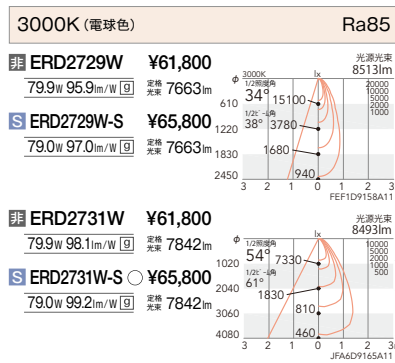 3000K (電球色) Ra85
非 ERD2729W ¥61,800
79.9W 95.9lm/W g 定格光束 7663lm
S ERD2729W-S ¥65,800
79.0W 97.0lm/W g 定格光束 7663lm
光源光束
8513lm
φ 3000K lx
1/2照度角
34°
1/2ビーム角
38°
20000
10000
5000
2000
1000
610 15100
1220 3780
1830 1680
2450 940
3 2 1 0 1 2 3
FEF1D9158A11
非 ERD2731W ¥61,800
79.9W 98.1lm/W g 定格光束 7842lm
S ERD2731W-S ○ ¥65,800
79.0W 99.2lm/W g 定格光束 7842lm
光源光束
8493lm
φ lx
1/2照度角
54°
1/2ビーム角
61°
10000
5000
2000
1000
500
1020 7330
2040 1830
3060 810
4080 460
3 2 1 0 1 2 3
JFA6D9165A11